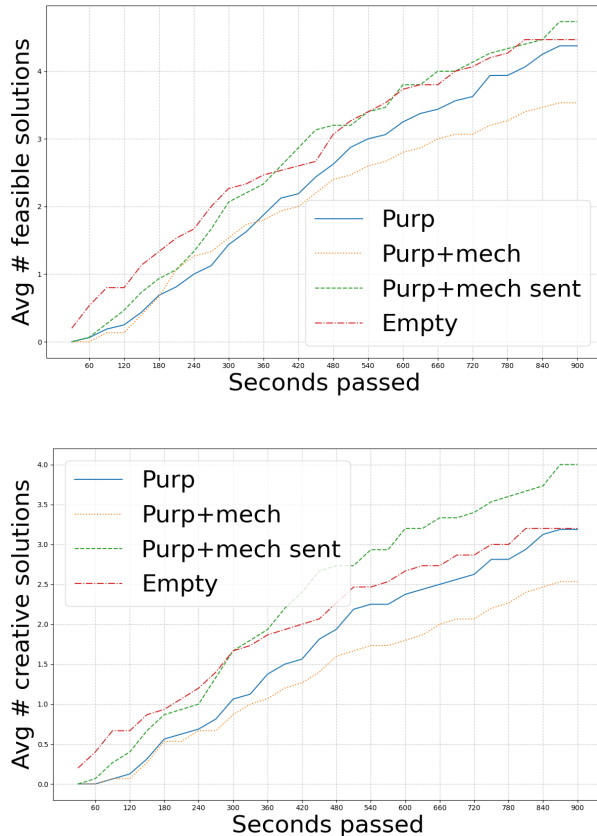 Avg # feasible solutions
4
3
2
1
0
Purp
Purp+mech
Purp+mech sent
Empty
60 120 180 240 300 360 420 480 540 600 660 720 780 840 900
Seconds passed
Avg # creative solutions
4.0
3.5
3.0
2.5
2.0
1.5
1.0
0.5
0.0
Purp
Purp+mech
Purp+mech sent
Empty
60 120 180 240 300 360 420 480 540 600 660 720 780 840 900
Seconds passed